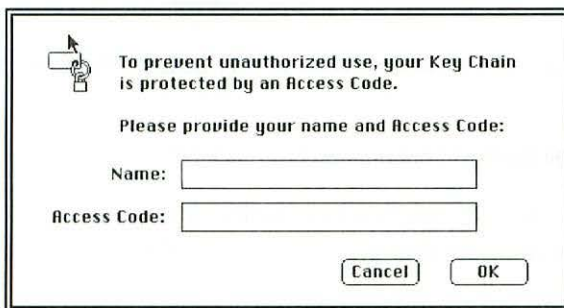 To prevent unauthorized use, your Key Chain
is protected by an Access Code.
Please provide your name and Access Code:
Name:
Access Code:
Cancel
OK